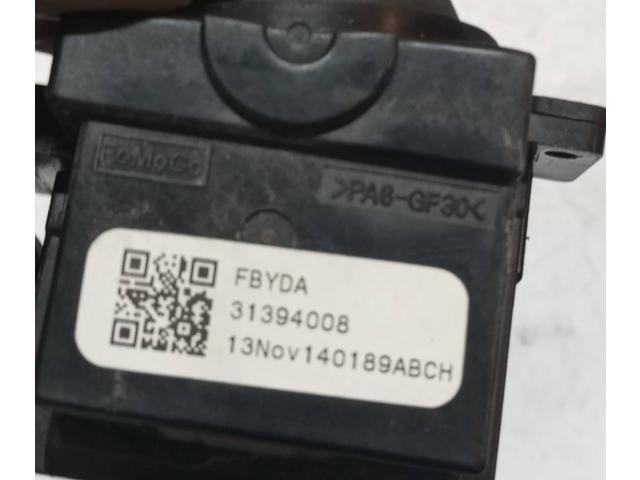 FoMoCo
>PA6-GF30<
FBYDA
31394008
13Nov140189ABCH